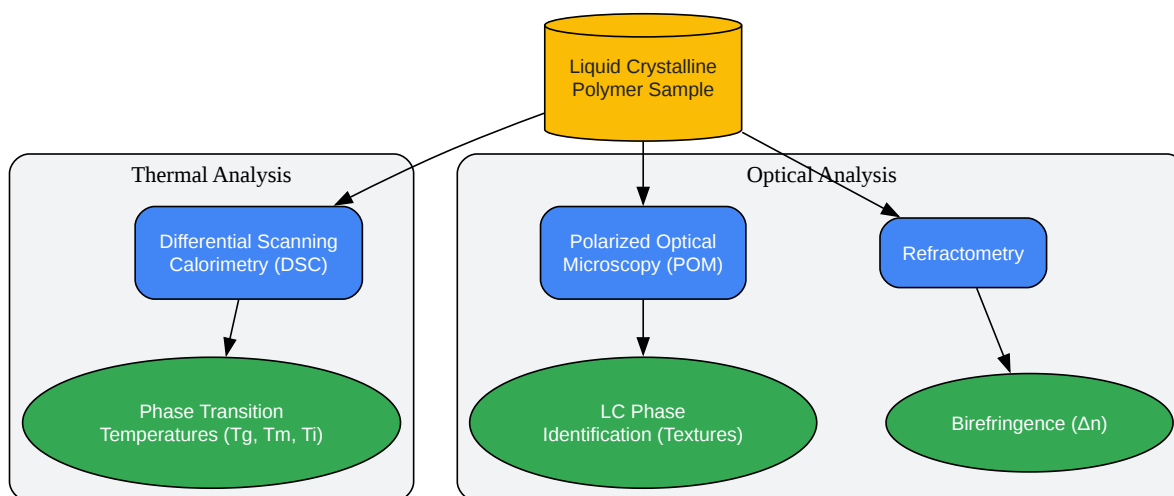 Liquid Crystalline
Polymer Sample
Thermal Analysis
Optical Analysis
Differential Scanning
Calorimetry (DSC)
Polarized Optical
Microscopy (POM)
Refractometry
Phase Transition
Temperatures (Tg, Tm, Ti)
LC Phase
Identification (Textures)
Birefringence (Δn)